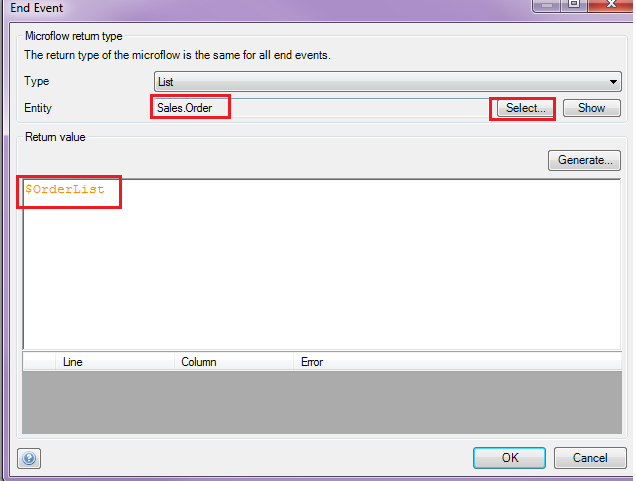 End Event
Microflow return type
The return type of the microflow is the same for all end events.
Type List
Entity Sales.Order Select... Show
Return value
Generate...
$OrderList
Line Column Error
? OK Cancel